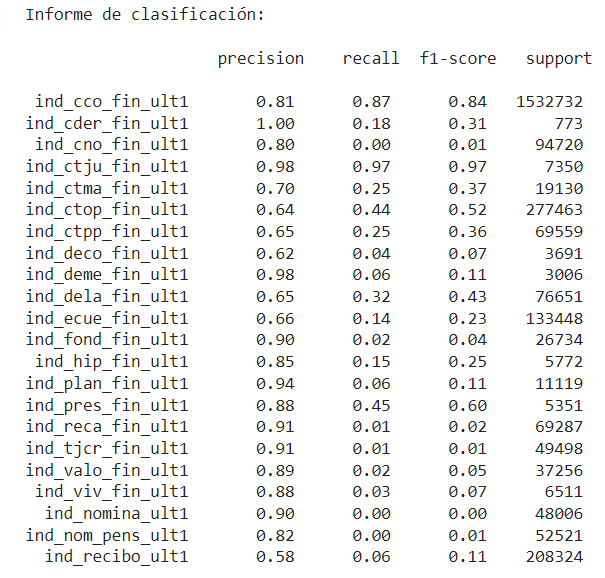 Informe de clasificación:
precision recall f1-score support
ind_cco_fin_ult1 0.81 0.87 0.84 1532732
ind_cder_fin_ult1 1.00 0.18 0.31 773
ind_cno_fin_ult1 0.80 0.00 0.01 94720
ind_ctju_fin_ult1 0.98 0.97 0.97 7350
ind_ctma_fin_ult1 0.70 0.25 0.37 19130
ind_ctop_fin_ult1 0.64 0.44 0.52 277463
ind_ctpp_fin_ult1 0.65 0.25 0.36 69559
ind_deco_fin_ult1 0.62 0.04 0.07 3691
ind_deme_fin_ult1 0.98 0.06 0.11 3006
ind_dela_fin_ult1 0.65 0.32 0.43 76651
ind_ecue_fin_ult1 0.66 0.14 0.23 133448
ind_fond_fin_ult1 0.90 0.02 0.04 26734
ind_hip_fin_ult1 0.85 0.15 0.25 5772
ind_plan_fin_ult1 0.94 0.06 0.11 11119
ind_pres_fin_ult1 0.88 0.45 0.60 5351
ind_reca_fin_ult1 0.91 0.01 0.02 69287
ind_tjcr_fin_ult1 0.91 0.01 0.01 49498
ind_valo_fin_ult1 0.89 0.02 0.05 37256
ind_viv_fin_ult1 0.88 0.03 0.07 6511
ind_nomina_ult1 0.90 0.00 0.00 48006
ind_nom_pens_ult1 0.82 0.00 0.01 52521
ind_recibo_ult1 0.58 0.06 0.11 208324